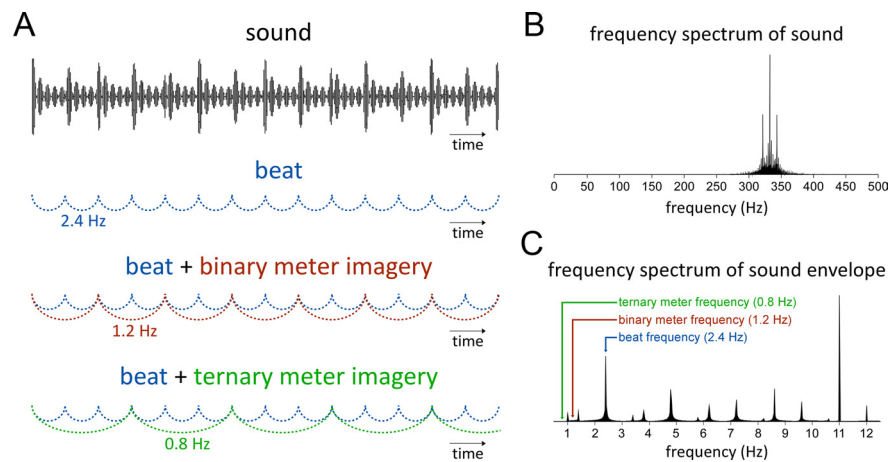 A
sound
time
beat
2.4 Hz
time
beat + binary meter imagery
1.2 Hz
time
beat + ternary meter imagery
0.8 Hz
time
B
frequency spectrum of sound
0 50 100 150 200 250 300 350 400 450 500
frequency (Hz)
C
frequency spectrum of sound envelope
ternary meter frequency (0.8 Hz)
binary meter frequency (1.2 Hz)
beat frequency (2.4 Hz)
1 2 3 4 5 6 7 8 9 10 11 12
frequency (Hz)